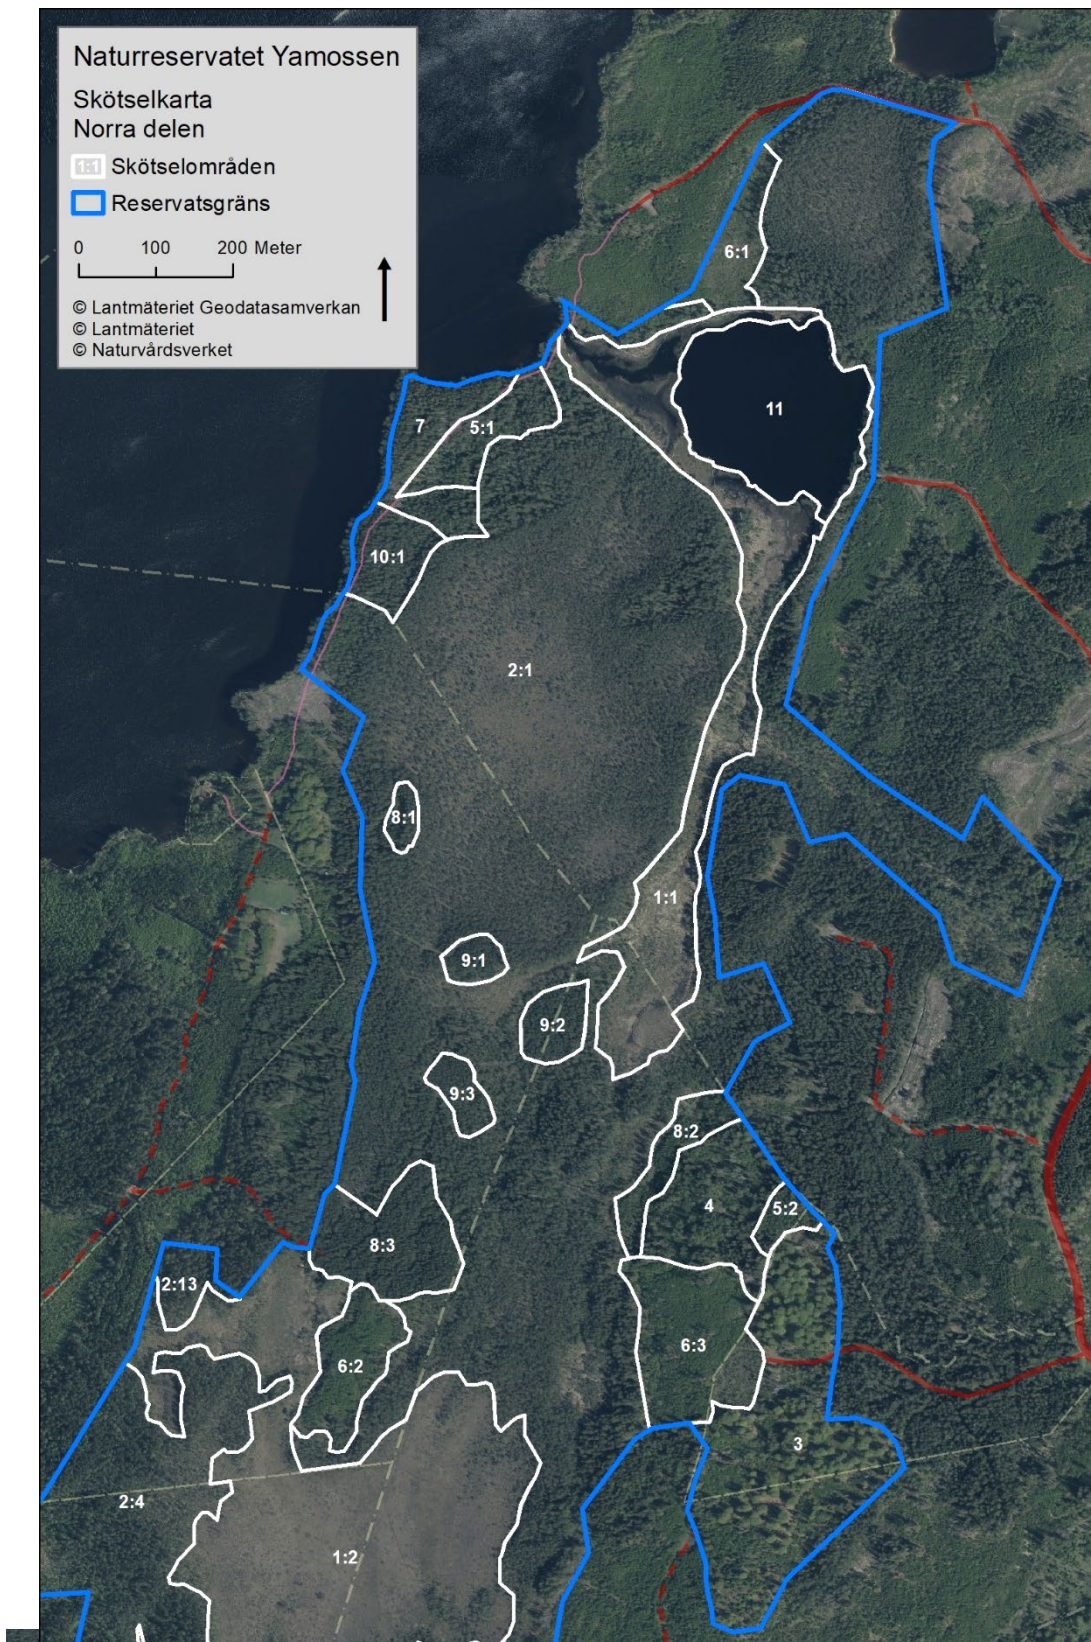 Naturreservatet Yamossen
Skötselkarta
Norra delen
1:1 Skötselområden
Reservatsgräns
0 100 200 Meter
© Lantmäteriet Geodatasamverkan
© Lantmäteriet
© Naturvårdsverket
6:1
11
7
5:1
10:1
2:1
8:1
1:1
9:1
9:2
9:3
8:2
4
5:2
8:3
2:13
6:3
6:2
3
2:4
1:2